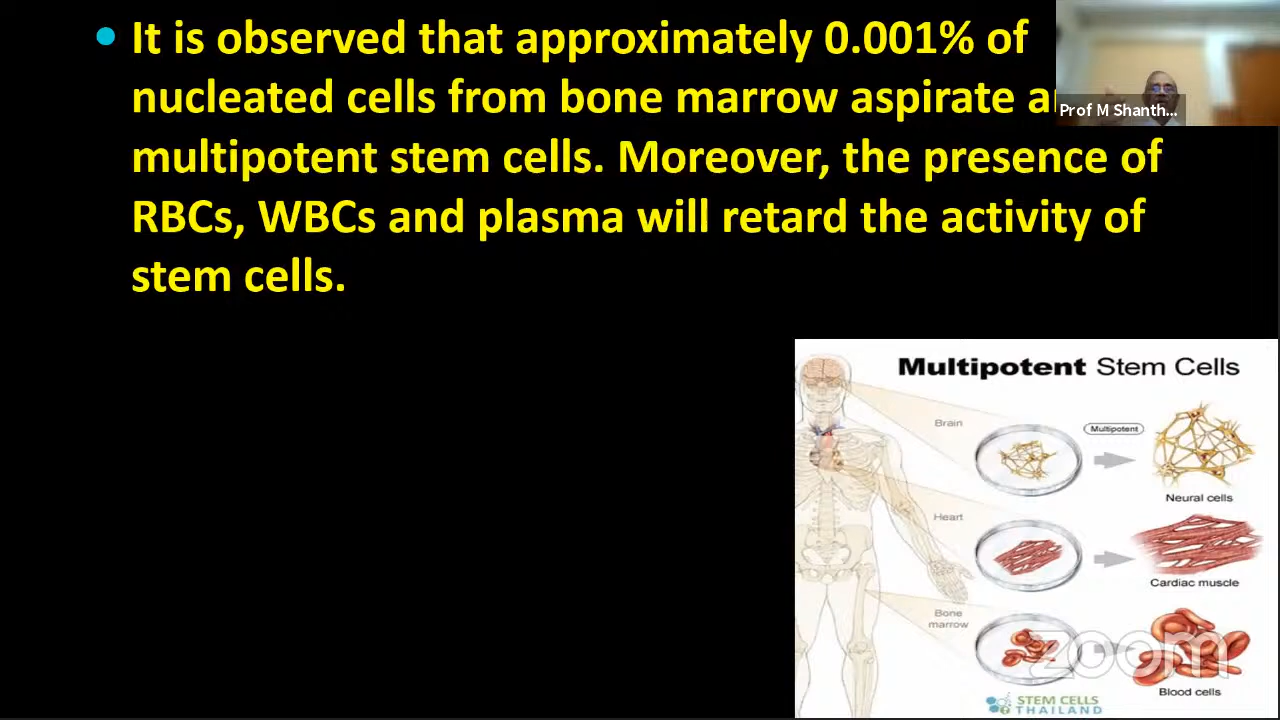 It is observed that approximately 0.001% of
nucleated cells from bone marrow aspirate
multipotent stem cells. Moreover, the presence of
RBCs, WBCs and plasma will retard the activity of
stem cells.
Prof M Shanth...
Multipotent Stem Cells
Brain
Multipotent
Neural cells
Heart
Cardiac muscle
Bone
marrow
zoom
Blood cells
STEM CELLS
THAILAND